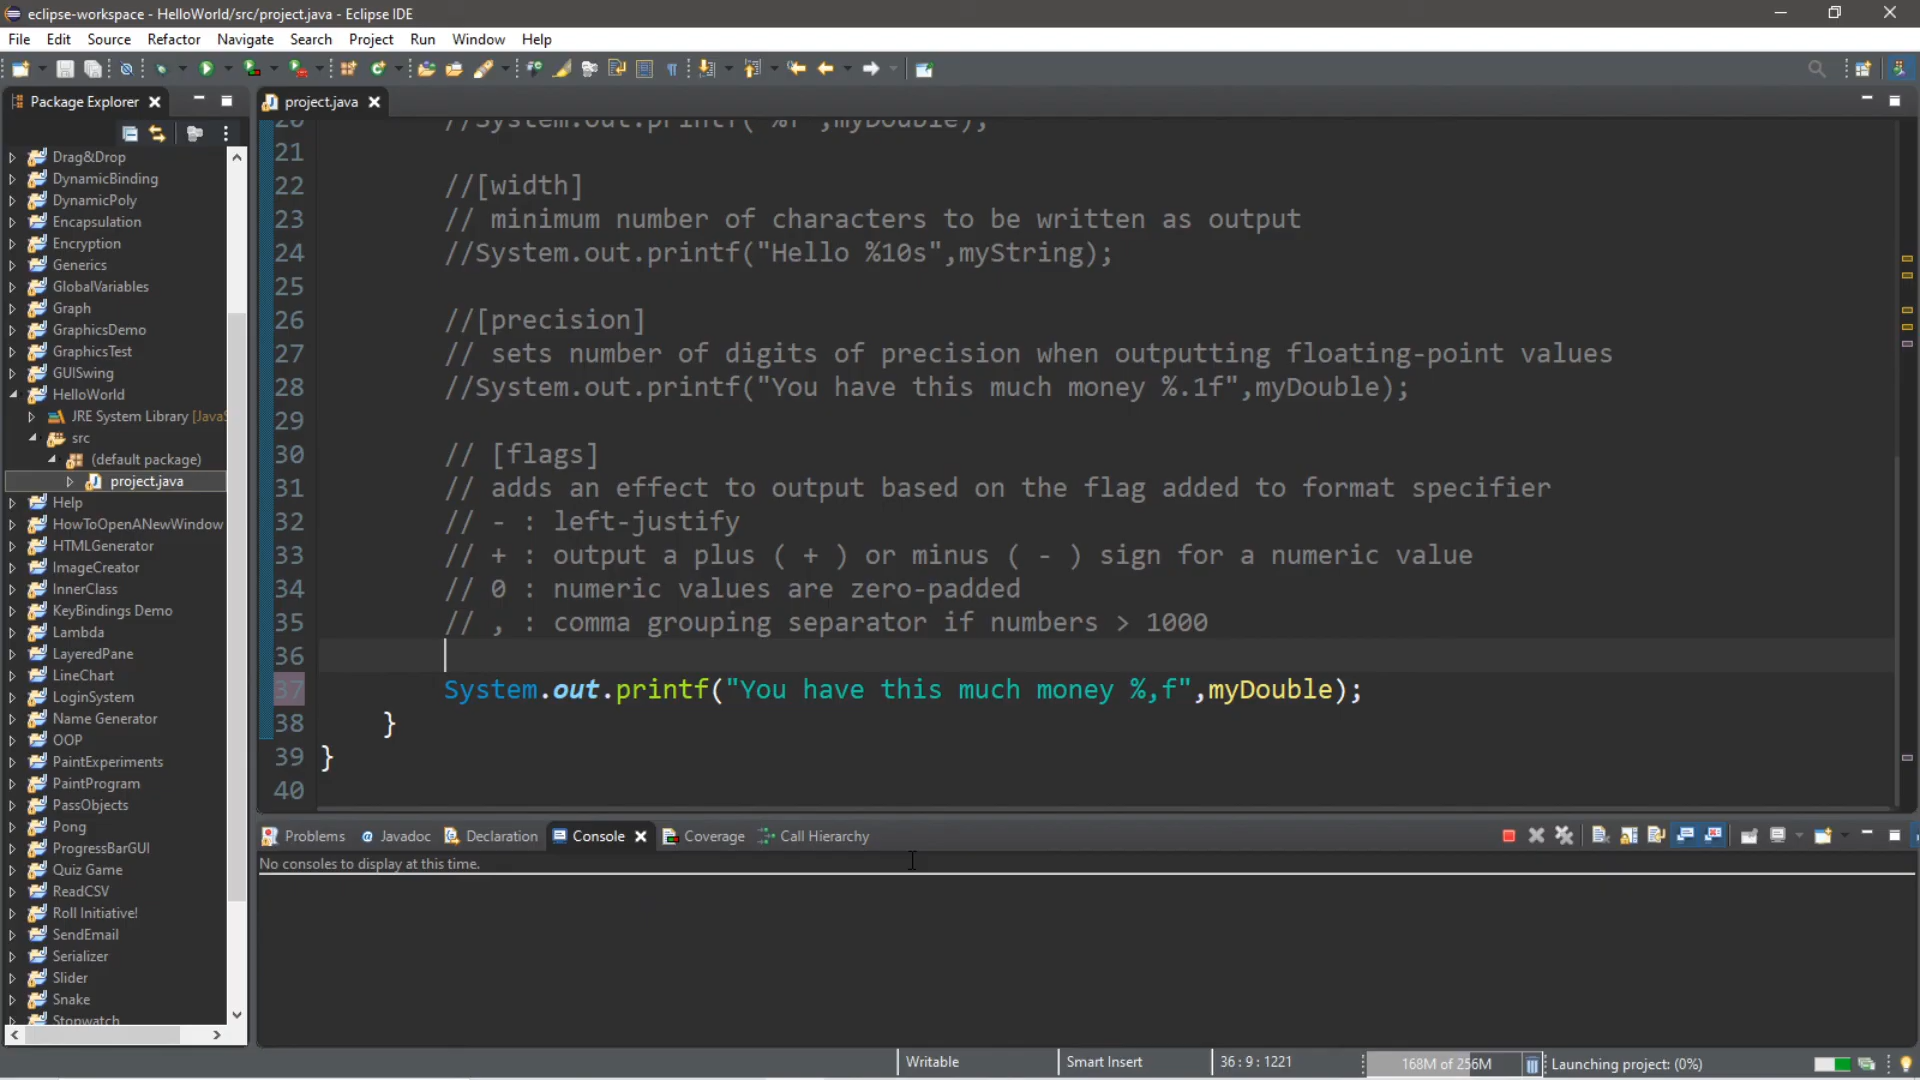 eclipse-workspace - HelloWorld/src/project.java - Eclipse IDE
File Edit Source Refactor Navigate Search Project Run Window Help
Package Explorer
project.java
Drag&Drop
DynamicBinding
DynamicPoly
Encapsulation
Encryption
Generics
GlobalVariables
Graph
GraphicsDemo
GraphicsTest
GUISwing
HelloWorld
JRE System Library [Java
src
(default package)
project.java
Help
HowToOpenANewWindow
HTMLGenerator
ImageCreator
InnerClass
KeyBindings Demo
Lambda
LayeredPane
LineChart
LoginSystem
Name Generator
OOP
PaintExperiments
PaintProgram
PassObjects
Pong
ProgressBarGUI
Quiz Game
ReadCSV
Roll Initiative!
SendEmail
Serializer
Slider
Snake
Stopwatch
20 //System.out.printf("%f",myDouble);
21
22 //[width]
23 // minimum number of characters to be written as output
24 //System.out.printf("Hello %10s",myString);
25
26 //[precision]
27 // sets number of digits of precision when outputting floating-point values
28 //System.out.printf("You have this much money %.1f",myDouble);
29
30 // [flags]
31 // adds an effect to output based on the flag added to format specifier
32 // - : left-justify
33 // + : output a plus ( + ) or minus ( - ) sign for a numeric value
34 // 0 : numeric values are zero-padded
35 // , : comma grouping separator if numbers > 1000
36
37 System.out.printf("You have this much money %,f",myDouble);
38 }
39 }
40
Problems Javadoc Declaration Console Coverage Call Hierarchy
No consoles to display at this time.
Writable Smart Insert 36 : 9 : 1221 168M of 256M Launching project: (0%)